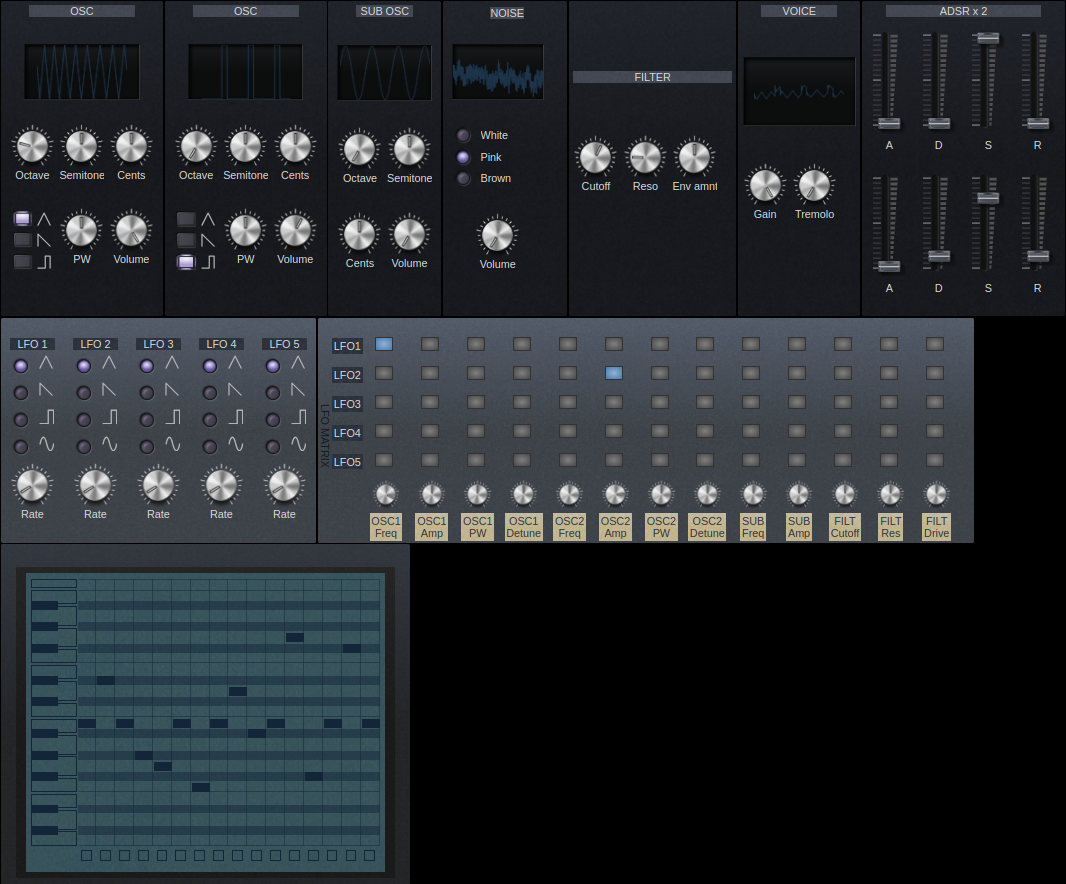 OSC
OSC
SUB OSC
NOISE
FILTER
VOICE
ADSR x 2
Octave Semitone Cents
Octave Semitone Cents
Octave Semitone
White
Pink
Brown
Cutoff Reso Env amnt
Gain Tremolo
A D S R
PW Volume
PW Volume
Cents Volume
Volume
A D S R
LFO 1 LFO 2 LFO 3 LFO 4 LFO 5
Rate Rate Rate Rate Rate
LFO MATRIX
LFO1
LFO2
LFO3
LFO4
LFO5
OSC1 OSC1 OSC1 OSC1 OSC2 OSC2 OSC2 OSC2 SUB SUB FILT FILT FILT
Freq Amp PW Detune Freq Amp PW Detune Freq Amp Cutoff Res Drive